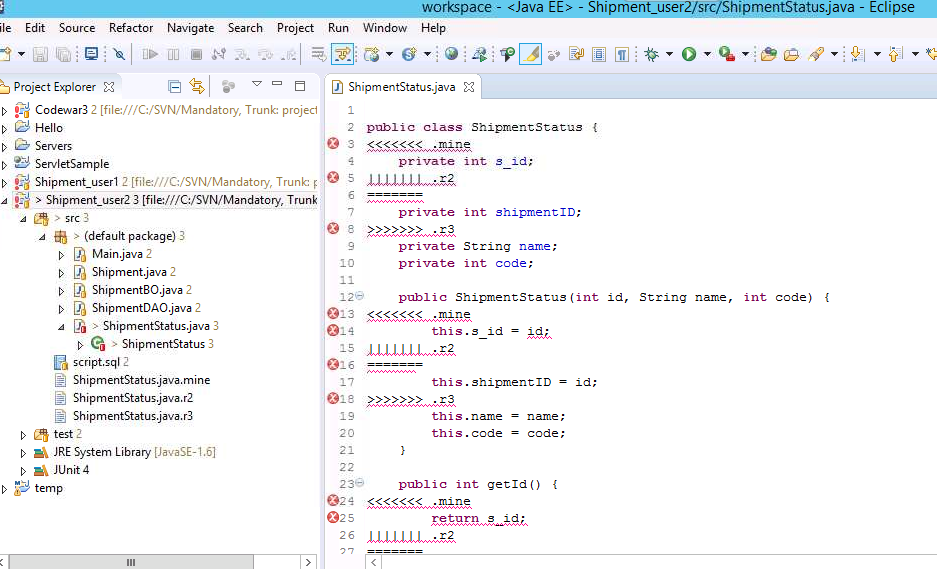 workspace - <Java EE> - Shipment_user2/src/ShipmentStatus.java - Eclipse
ile Edit Source Refactor Navigate Search Project Run Window Help
Project Explorer
Codewar3 2 [file:///C:/SVN/Mandatory, Trunk: project
Hello
Servers
ServletSample
Shipment_user1 2 [file:///C:/SVN/Mandatory, Trunk: p
> Shipment_user2 3 [file:///C:/SVN/Mandatory, Trunk
> src 3
> (default package) 3
Main.java 2
Shipment.java 2
ShipmentBO.java 2
ShipmentDAO.java 2
> ShipmentStatus.java 3
> ShipmentStatus 3
script.sql 2
ShipmentStatus.java.mine
ShipmentStatus.java.r2
ShipmentStatus.java.r3
test 2
JRE System Library [JavaSE-1.6]
JUnit 4
temp
ShipmentStatus.java
1
2 public class ShipmentStatus {
3 <<<<<<< .mine
4 private int s_id;
5 ||||||| .r2
6 =======
7 private int shipmentID;
8 >>>>>>> .r3
9 private String name;
10 private int code;
11
12 public ShipmentStatus(int id, String name, int code) {
13 <<<<<<< .mine
14 this.s_id = id;
15 ||||||| .r2
16 =======
17 this.shipmentID = id;
18 >>>>>>> .r3
19 this.name = name;
20 this.code = code;
21 }
22
23 public int getId() {
24 <<<<<<< .mine
25 return s_id;
26 ||||||| .r2
27 =======